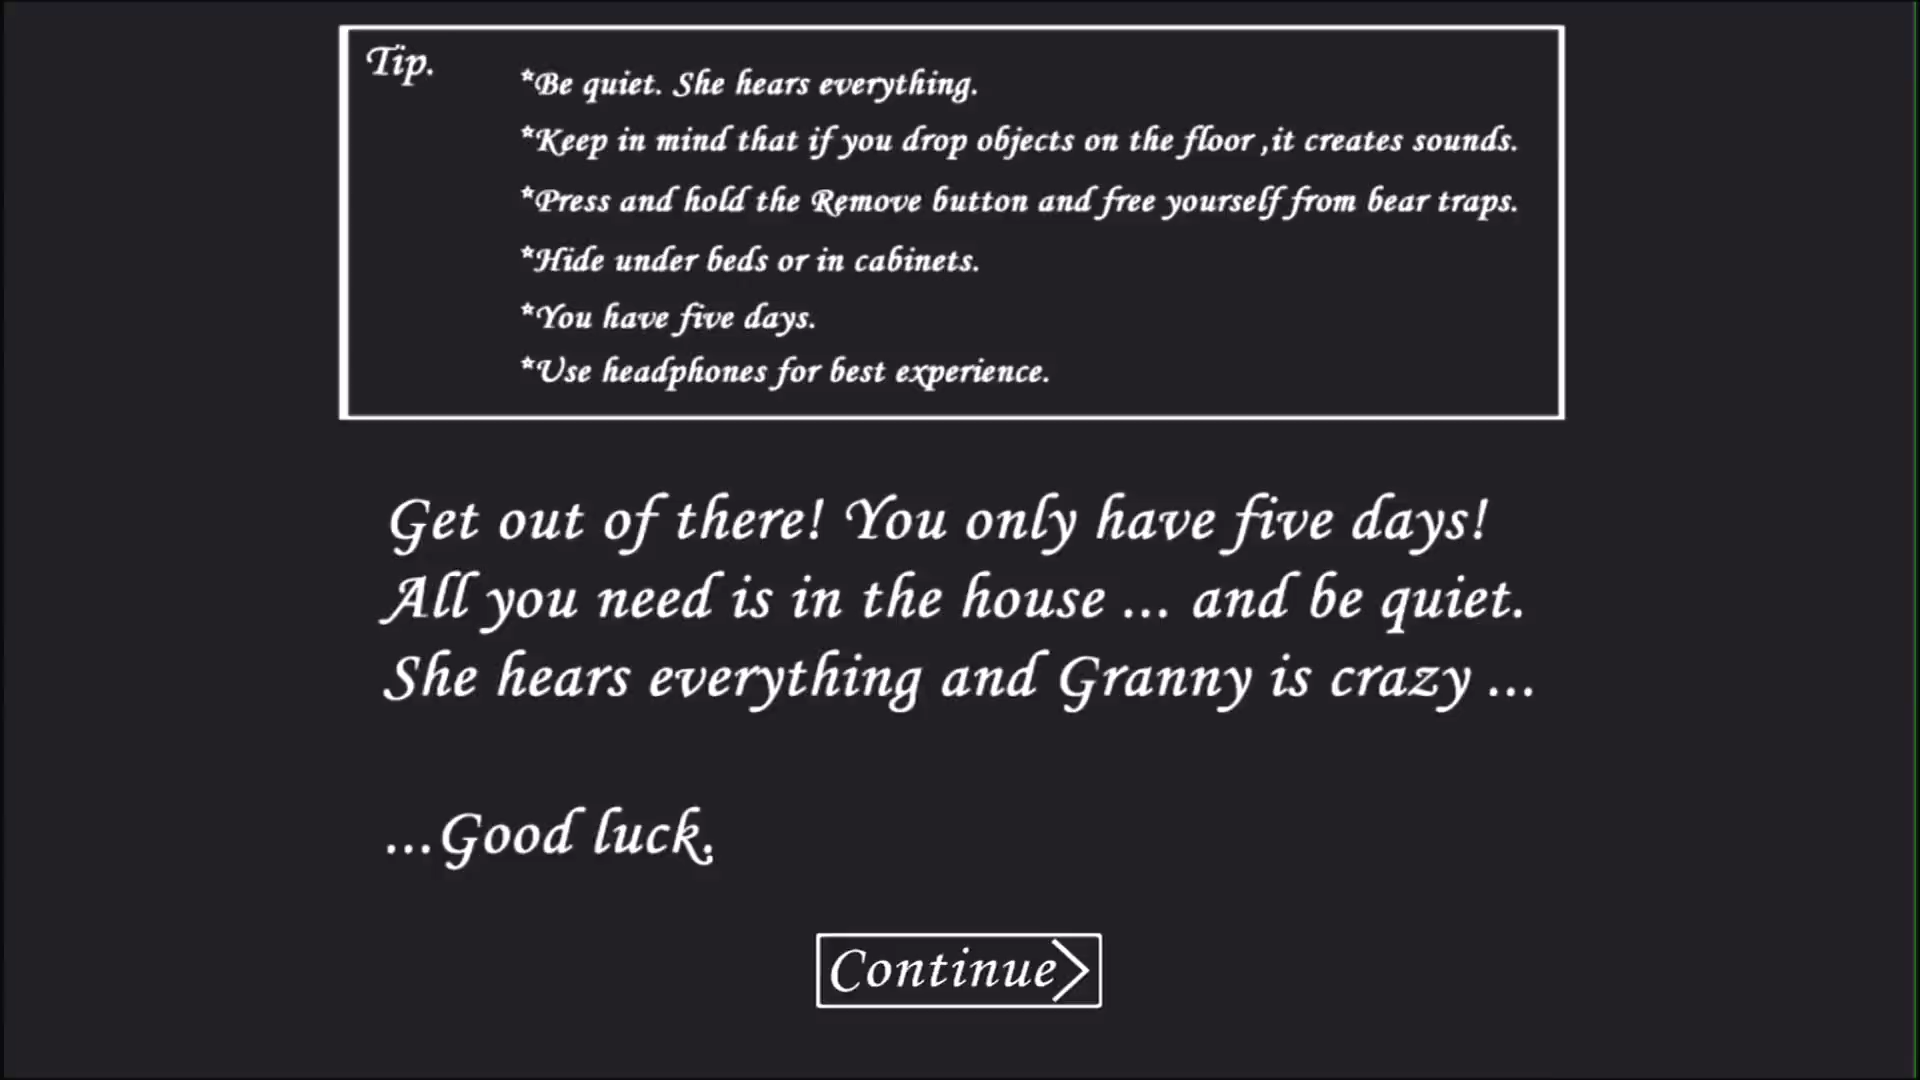 Tip.
*Be quiet. She hears everything.
*Keep in mind that if you drop objects on the floor ,it creates sounds.
*Press and hold the Remove button and free yourself from bear traps.
*Hide under beds or in cabinets.
*You have five days.
*Use headphones for best experience.
Get out of there! You only have five days!
All you need is in the house ... and be quiet.
She hears everything and Granny is crazy ...
...Good luck.
Continue>